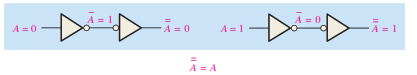 A = 0 A̅ = 1 A̿ = 0 A = 1 A̅ = 0 A̿ = 1
A̿ = A